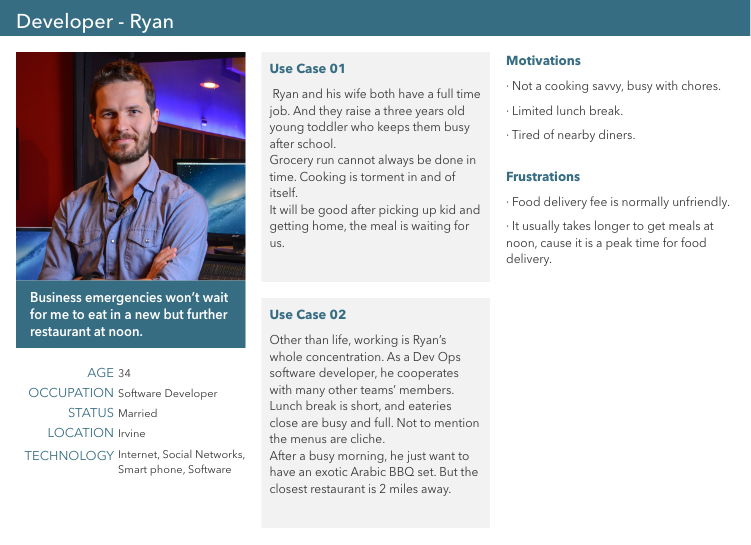 Developer - Ryan
Business emergencies won't wait
for me to eat in a new but further
restaurant at noon.
AGE 34
OCCUPATION Software Developer
STATUS Married
LOCATION Irvine
TECHNOLOGY Internet, Social Networks,
Smart phone, Software
Use Case 01
Ryan and his wife both have a full time
job. And they raise a three years old
young toddler who keeps them busy
after school.
Grocery run cannot always be done in
time. Cooking is torment in and of
itself.
It will be good after picking up kid and
getting home, the meal is waiting for
us.
Use Case 02
Other than life, working is Ryan's
whole concentration. As a Dev Ops
software developer, he cooperates
with many other teams' members.
Lunch break is short, and eateries
close are busy and full. Not to mention
the menus are cliche.
After a busy morning, he just want to
have an exotic Arabic BBQ set. But the
closest restaurant is 2 miles away.
Motivations
· Not a cooking savvy, busy with chores.
· Limited lunch break.
· Tired of nearby diners.
Frustrations
· Food delivery fee is normally unfriendly.
· It usually takes longer to get meals at
noon, cause it is a peak time for food
delivery.